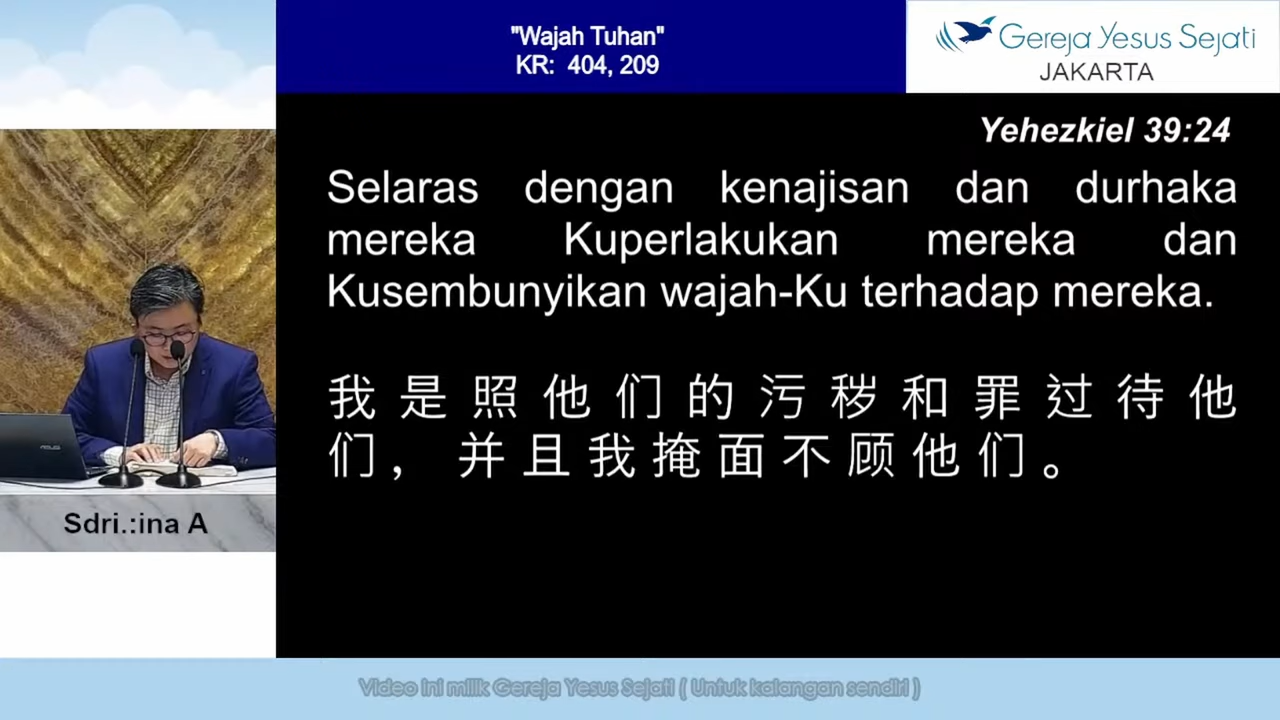 "Wajah Tuhan"
KR: 404, 209
Gereja Yesus Sejati
JAKARTA
Yehezkiel 39:24
Selaras dengan kenajisan dan durhaka
mereka Kuperlakukan mereka dan
Kusembunyikan wajah-Ku terhadap mereka.
我是照他们的污秽和罪过待他
们，并且我掩面不顾他们。
ASUS
Sdri.:ina A
Video ini milik Gereja Yesus Sejati ( Untuk kalangan sendiri )